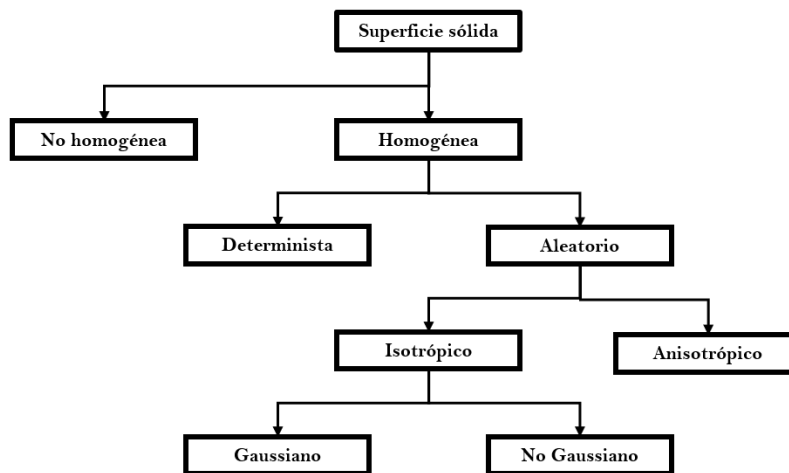 Superficie sólida
No homogénea
Homogénea
Determinista
Aleatorio
Isotrópico
Anisotrópico
Gaussiano
No Gaussiano